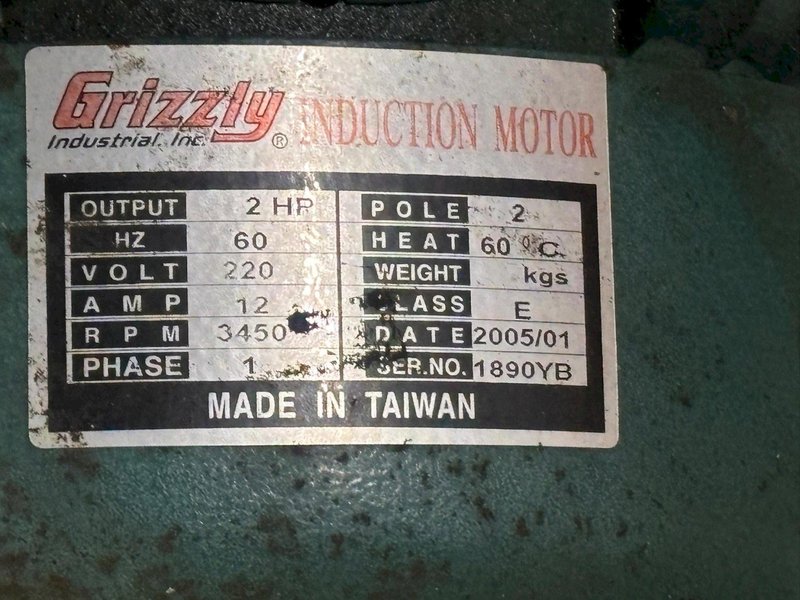 Grizzly
Industrial, Inc. ® INDUCTION MOTOR
OUTPUT 2 HP POLE 2
HZ 60 HEAT 60 °C.
VOLT 220 WEIGHT kgs
AMP 12 CLASS E
RPM 3450 DATE 2005/01
PHASE 1 SER.NO. 1890YB
MADE IN TAIWAN